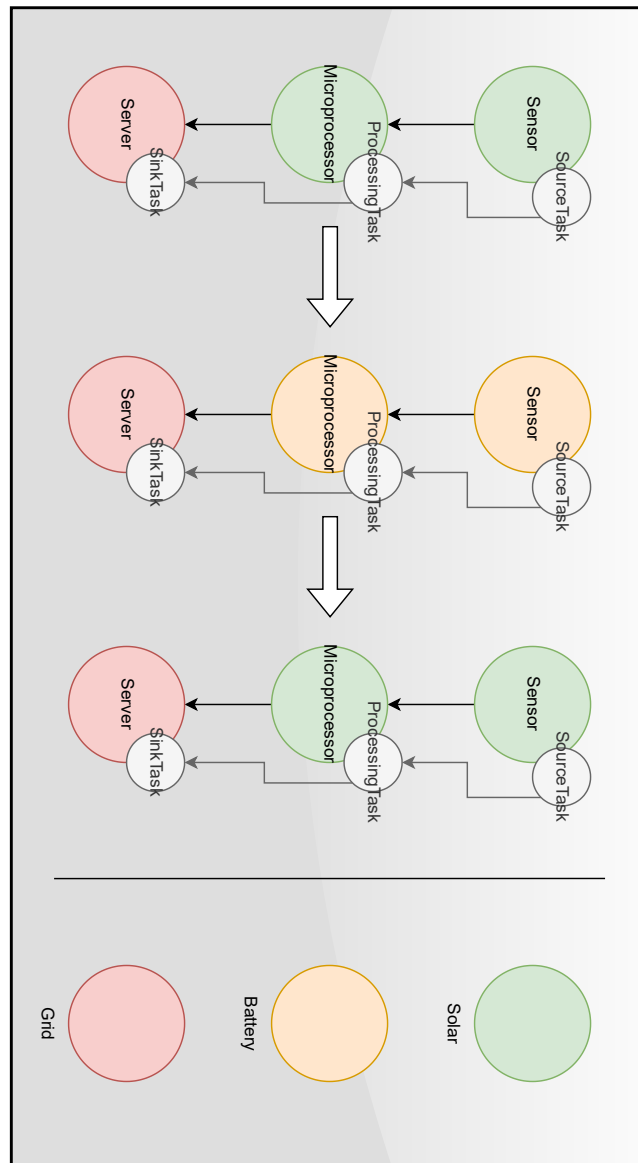 SourceTask
Sensor
ProcessingTask
Microprocessor
SinkTask
Server
SourceTask
Sensor
ProcessingTask
Microprocessor
SinkTask
Server
SourceTask
Sensor
ProcessingTask
Microprocessor
SinkTask
Server
Solar
Battery
Grid